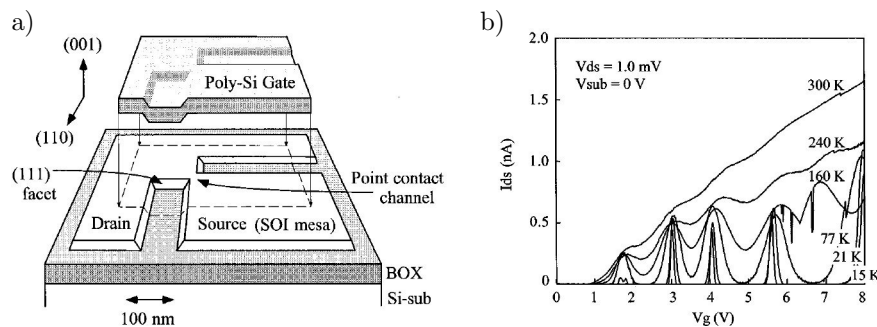 a)
(001)
(110)
Poly-Si Gate
(111)
facet
Point contact
channel
Drain
Source (SOI mesa)
BOX
Si-sub
100 nm
b)
Vds = 1.0 mV
Vsub = 0 V
300 K
240 K
160 K
77 K
21 K
15 K
Ids (nA)
2.0
1.5
1.0
0.5
0
0
1
2
3
4
5
6
7
8
Vg (V)